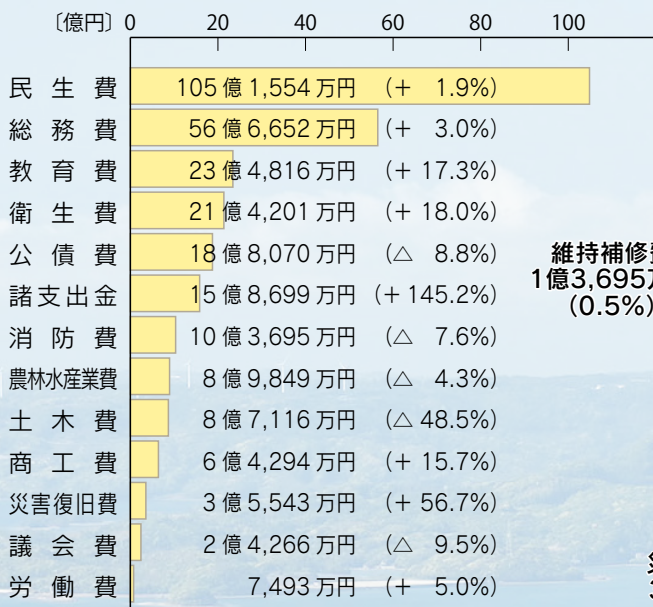 〔億円〕 0 20 40 60 80 100
民生費 105億1,554万円 (+ 1.9%)
総務費 56億6,652万円 (+ 3.0%)
教育費 23億4,816万円 (+ 17.3%)
衛生費 21億4,201万円 (+ 18.0%)
公債費 18億8,070万円 (△ 8.8%)
諸支出金 15億8,699万円 (+ 145.2%)
消防費 10億3,695万円 (△ 7.6%)
農林水産業費 8億9,849万円 (△ 4.3%)
土木費 8億7,116万円 (△ 48.5%)
商工費 6億4,294万円 (+ 15.7%)
災害復旧費 3億5,543万円 (+ 56.7%)
議会費 2億4,266万円 (△ 9.5%)
労働費 7,493万円 (+ 5.0%)
維持補修費
1億3,695万
(0.5%)